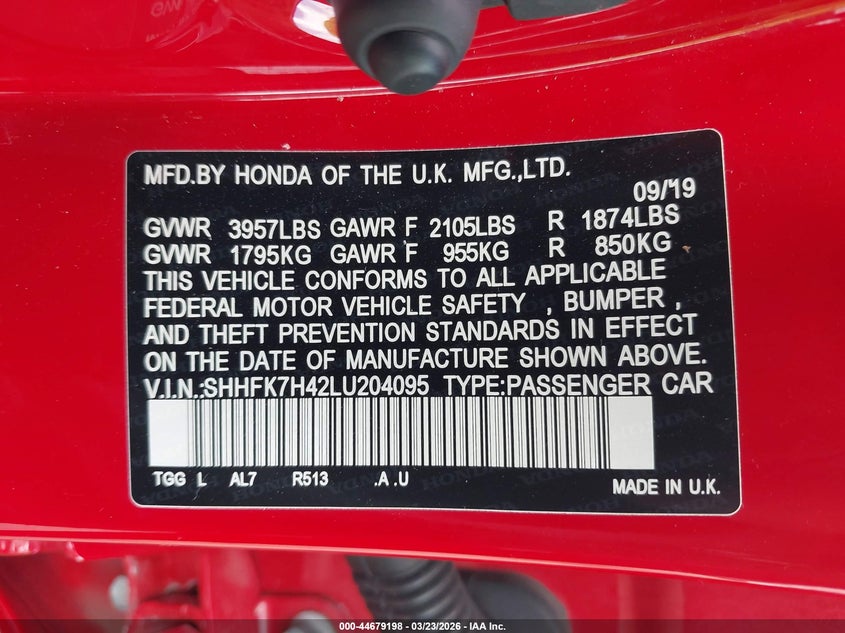 MFD.BY HONDA OF THE U.K. MFG.,LTD.
09/'19
GVWR 3957LBS GAWR F 2105LBS R 1874LBS
GVWR 1795KG GAWR F 955KG R 850KG
THIS VEHICLE CONFORMS TO ALL APPLICABLE
FEDERAL MOTOR VEHICLE SAFETY , BUMPER ,
AND THEFT PREVENTION STANDARDS IN EFFECT
ON THE DATE OF MANUFACTURE SHOWN ABOVE.
V.I.N.:SHHFK7H42LU204095 TYPE:PASSENGER CAR
TGG L AL7 R513 .A .U
MADE IN U.K.
000-44679198 - 03/23/2026 - IAA Inc.